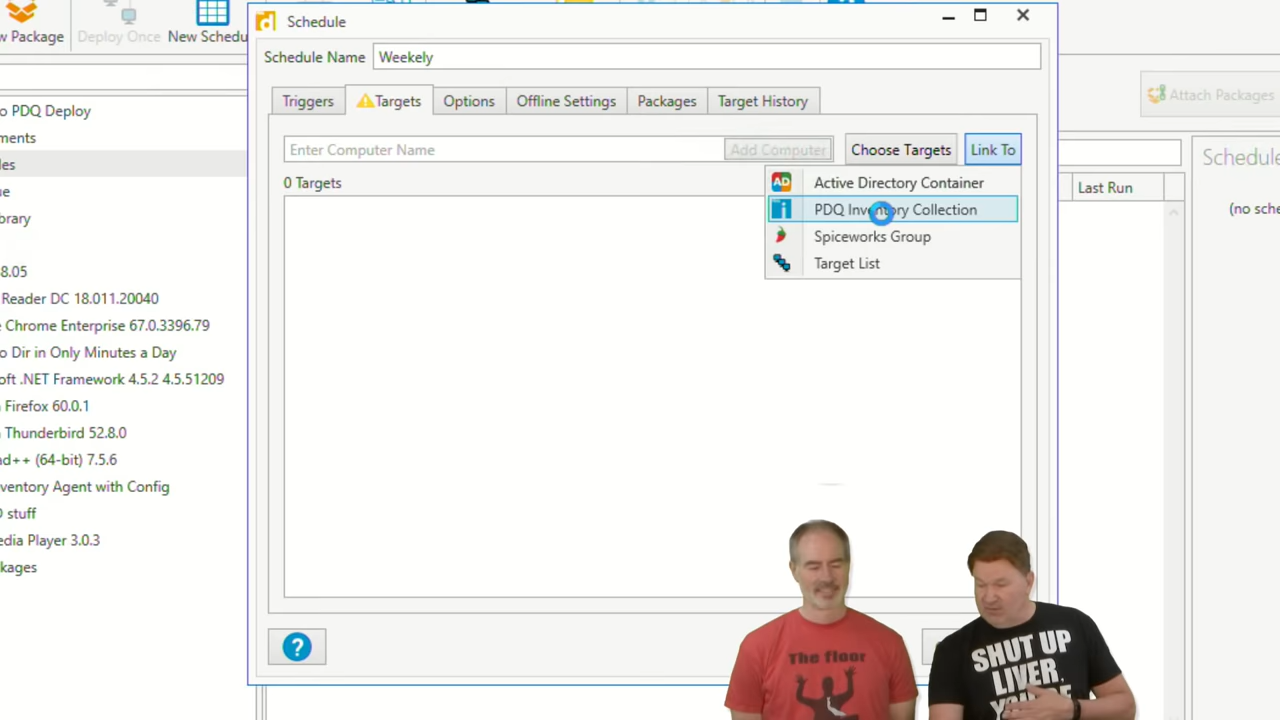 Schedule
w Package
Deploy Once
New Schedu
Schedule Name
Weekely
Triggers
Targets
Options
Offline Settings
Packages
Target History
Attach Packages
Enter Computer Name
Add Computer
Choose Targets
Link To
0 Targets
Active Directory Container
PDQ Inventory Collection
Spiceworks Group
Target List
Last Run
Schedule
(no sche
o PDQ Deploy
ments
les
ue
brary
8.05
Reader DC 18.011.20040
e Chrome Enterprise 67.0.3396.79
o Dir in Only Minutes a Day
oft .NET Framework 4.5.2 4.5.51209
Firefox 60.0.1
Thunderbird 52.8.0
ad++ (64-bit) 7.5.6
ventory Agent with Config
stuff
edia Player 3.0.3
kages
?
The floor
SHUT UP
LIVER,